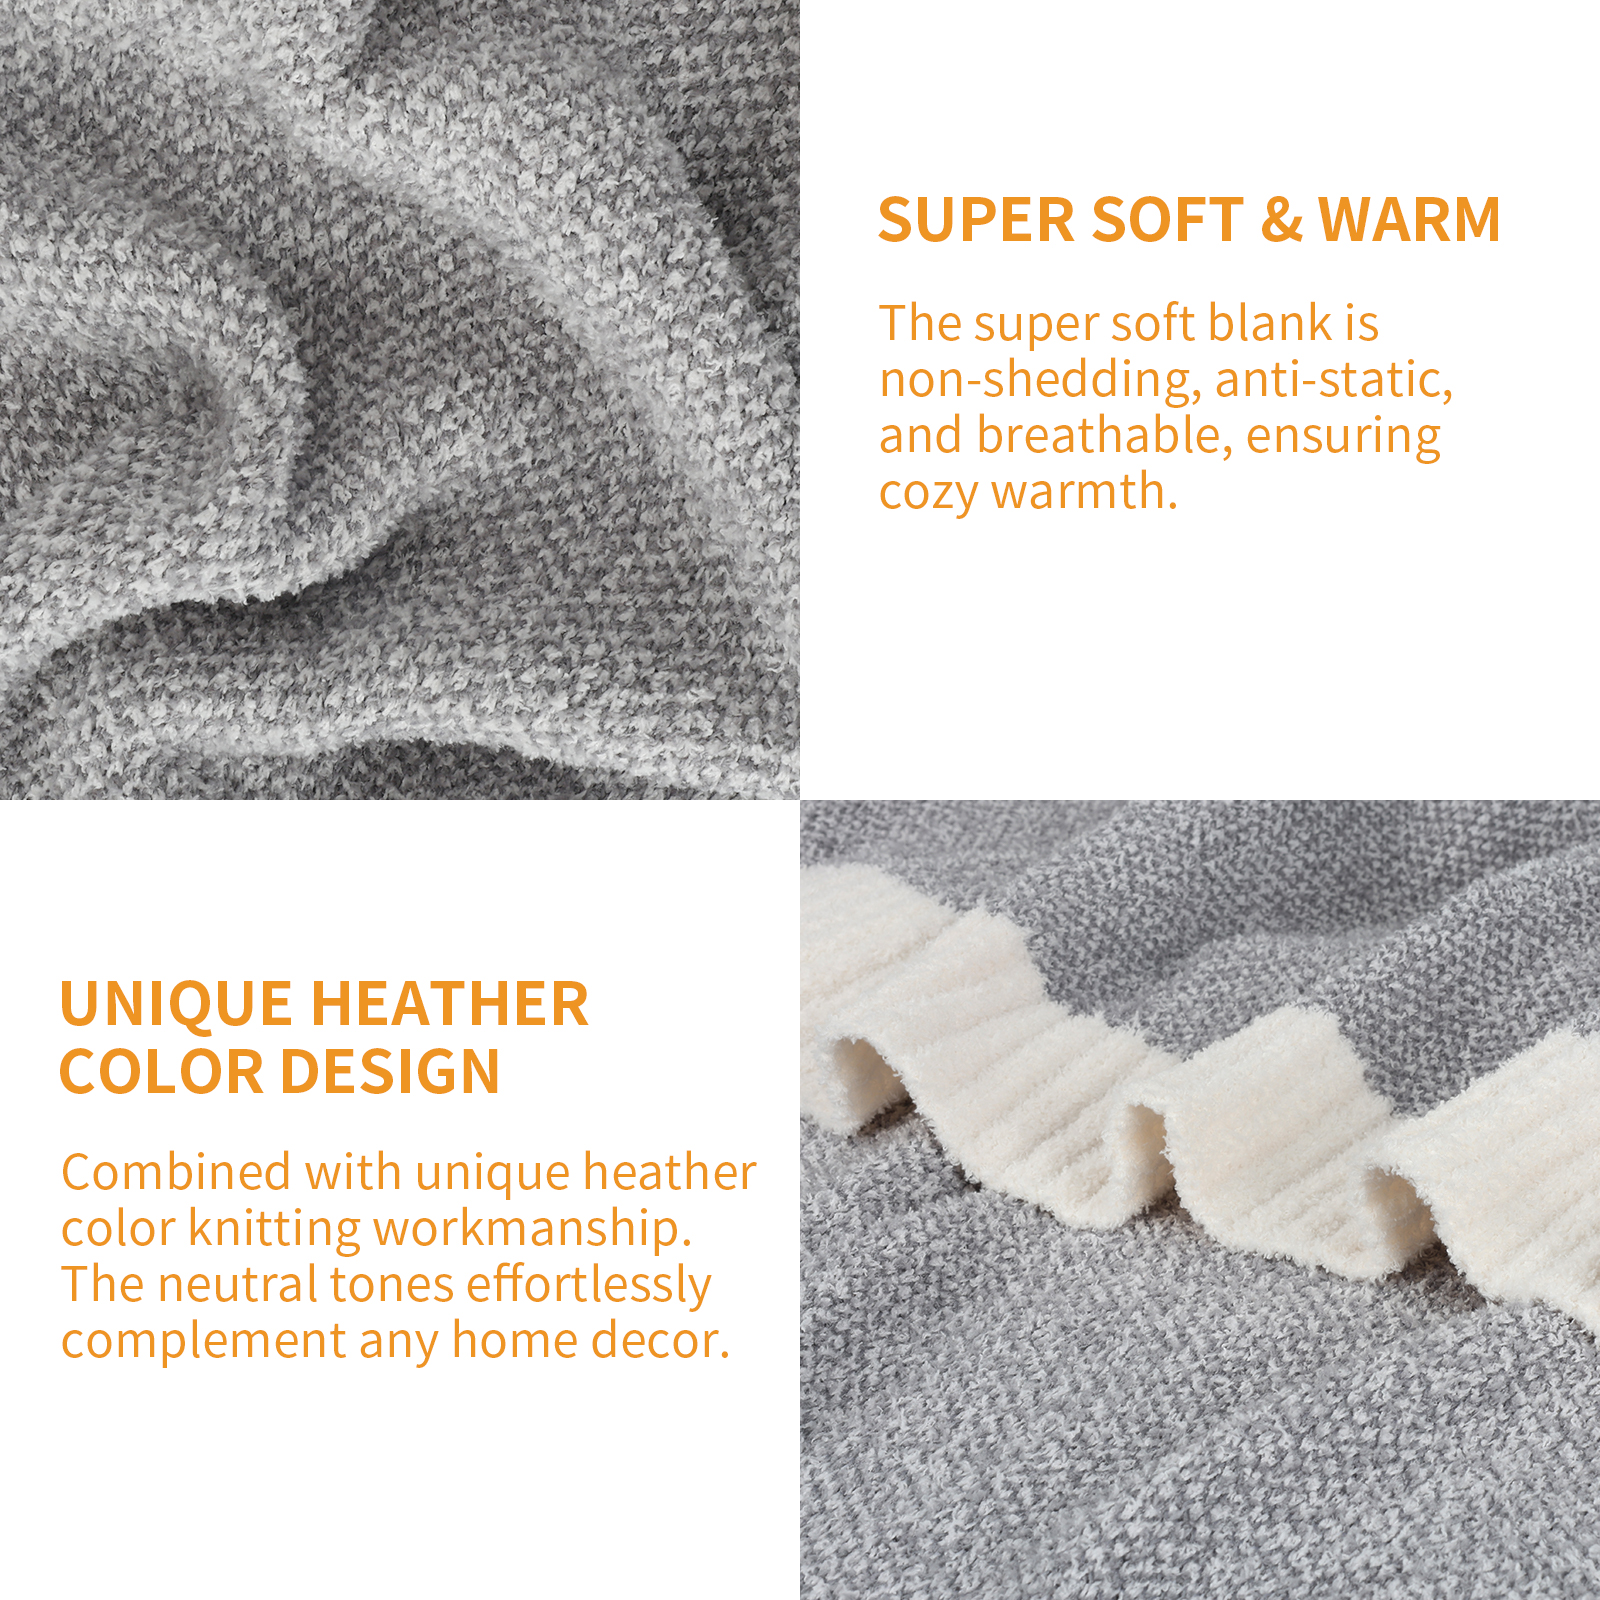 SUPER SOFT & WARM
The super soft blank is
non-shedding, anti-static,
and breathable, ensuring
cozy warmth.
UNIQUE HEATHER
COLOR DESIGN
Combined with unique heather
color knitting workmanship.
The neutral tones effortlessly
complement any home decor.